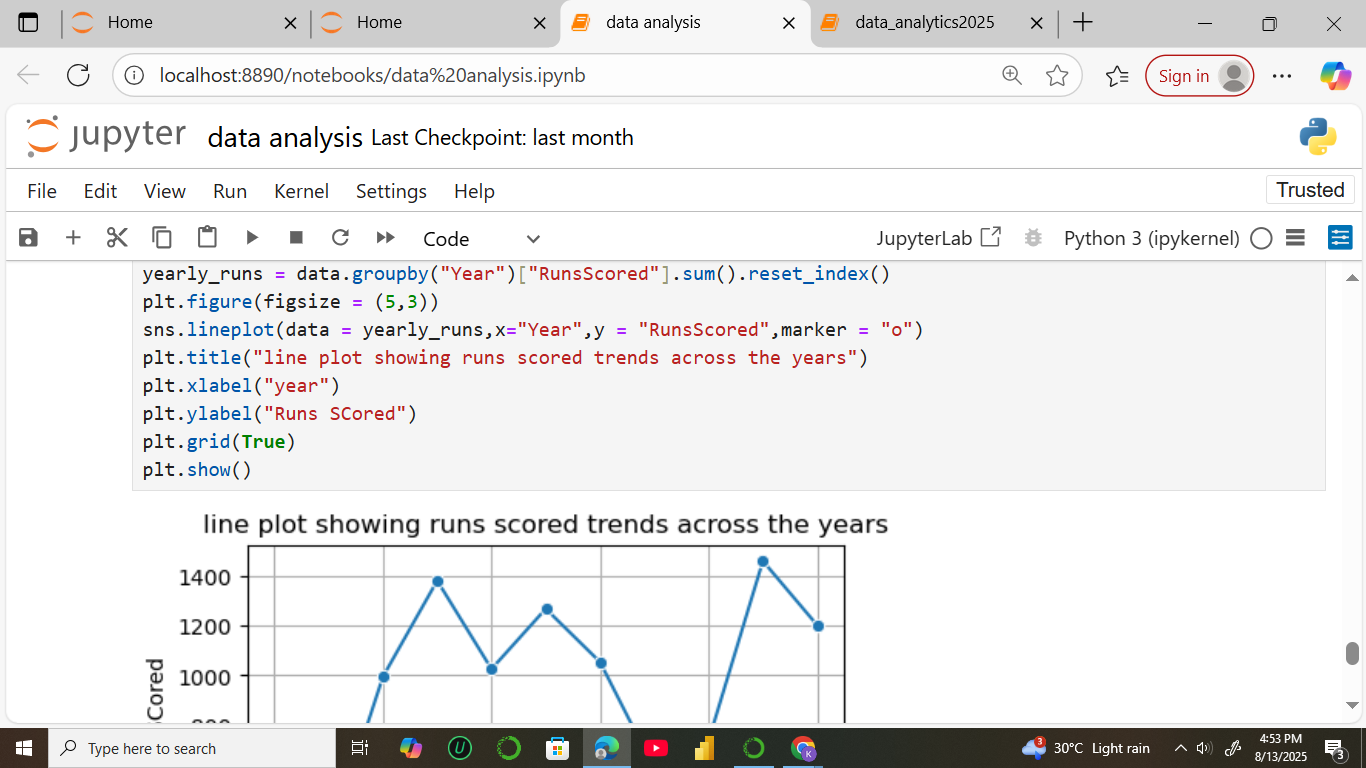 Home
Home
data analysis
data_analytics2025
localhost:8890/notebooks/data%20analysis.ipynb
Sign in
jupyter data analysis Last Checkpoint: last month
File Edit View Run Kernel Settings Help
Trusted
Code
JupyterLab
Python 3 (ipykernel)
yearly_runs = data.groupby("Year")["RunsScored"].sum().reset_index()
plt.figure(figsize = (5,3))
sns.lineplot(data = yearly_runs,x="Year",y = "RunsScored",marker = "o")
plt.title("line plot showing runs scored trends across the years")
plt.xlabel("year")
plt.ylabel("Runs SCored")
plt.grid(True)
plt.show()
line plot showing runs scored trends across the years
1400
1200
1000
Cored
Type here to search
U
K
3
30°C Light rain
4:53 PM
8/13/2025
3